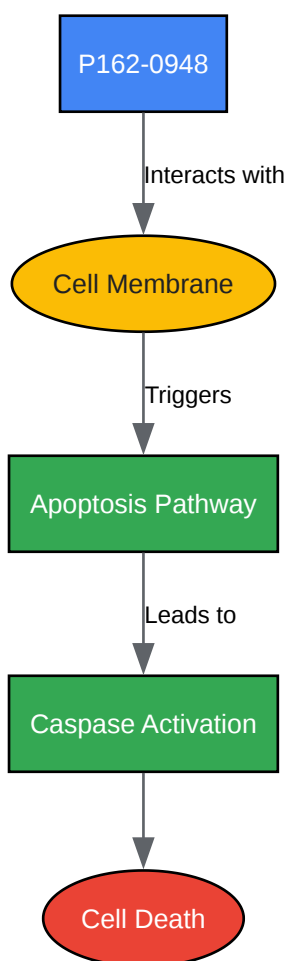 P162-0948
Interacts with
Cell Membrane
Triggers
Apoptosis Pathway
Leads to
Caspase Activation
Cell Death